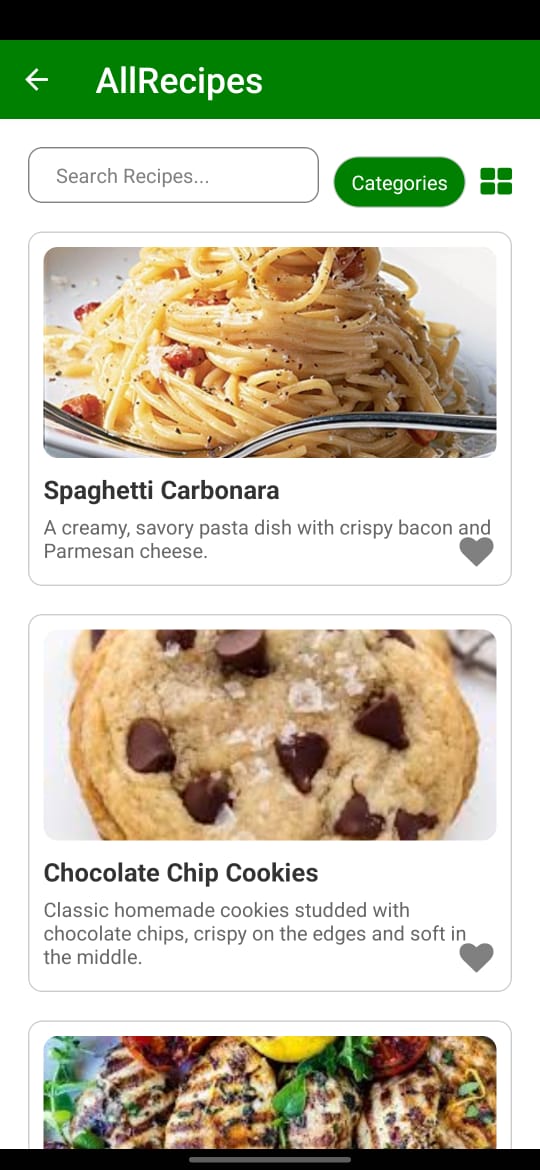 AllRecipes
Search Recipes...
Categories
Spaghetti Carbonara
A creamy, savory pasta dish with crispy bacon and
Parmesan cheese.
Chocolate Chip Cookies
Classic homemade cookies studded with
chocolate chips, crispy on the edges and soft in
the middle.